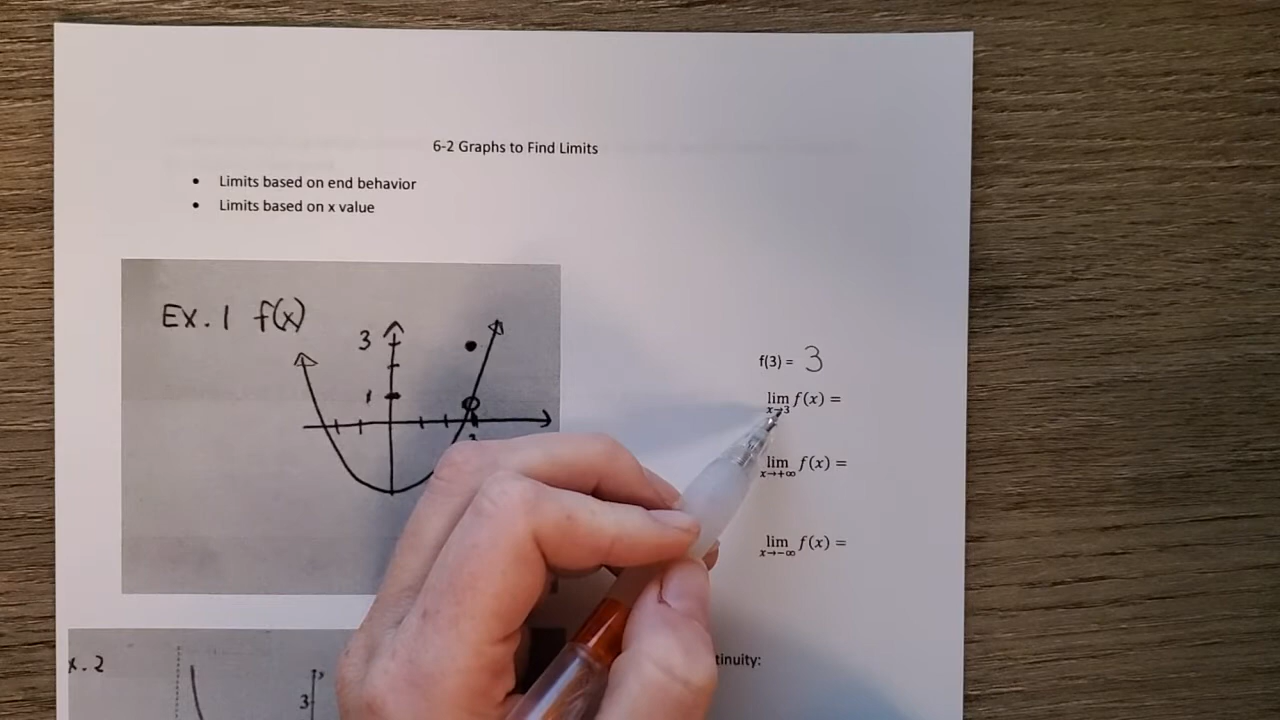 6-2 Graphs to Find Limits
• Limits based on end behavior
• Limits based on x value
Ex. 1 f(x)
3
1
f(3) = 3
lim f(x) =
x→3
lim f(x) =
x→+∞
lim f(x) =
x→−∞
x. 2
3
tinuity: